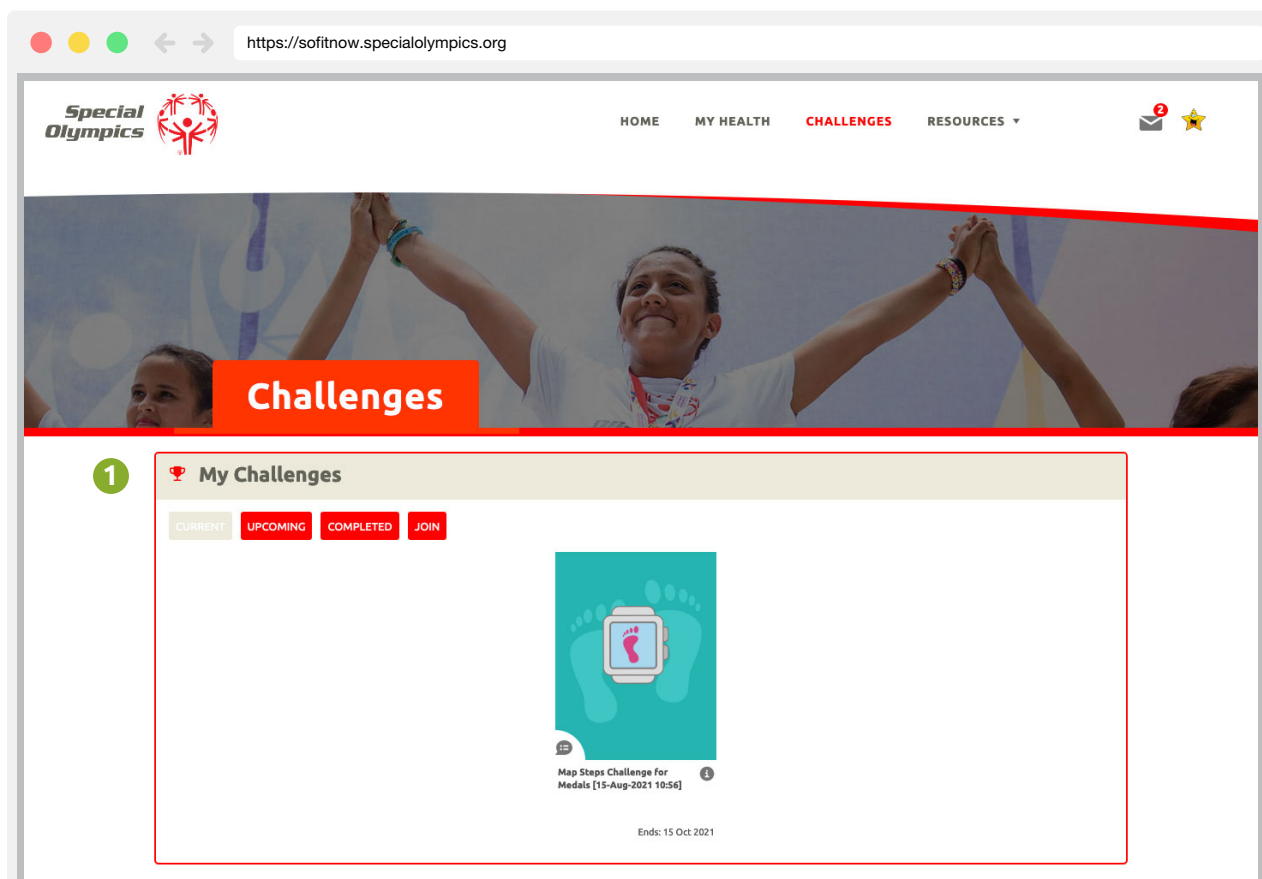 https://sofitnow.specialolympics.org
Special
Olympics
HOME MY HEALTH CHALLENGES RESOURCES
2
Challenges
1
My Challenges
CURRENT UPCOMING COMPLETED JOIN
Map Steps Challenge for
Medals [15-Aug-2021 10:56]
Ends: 15 Oct 2021